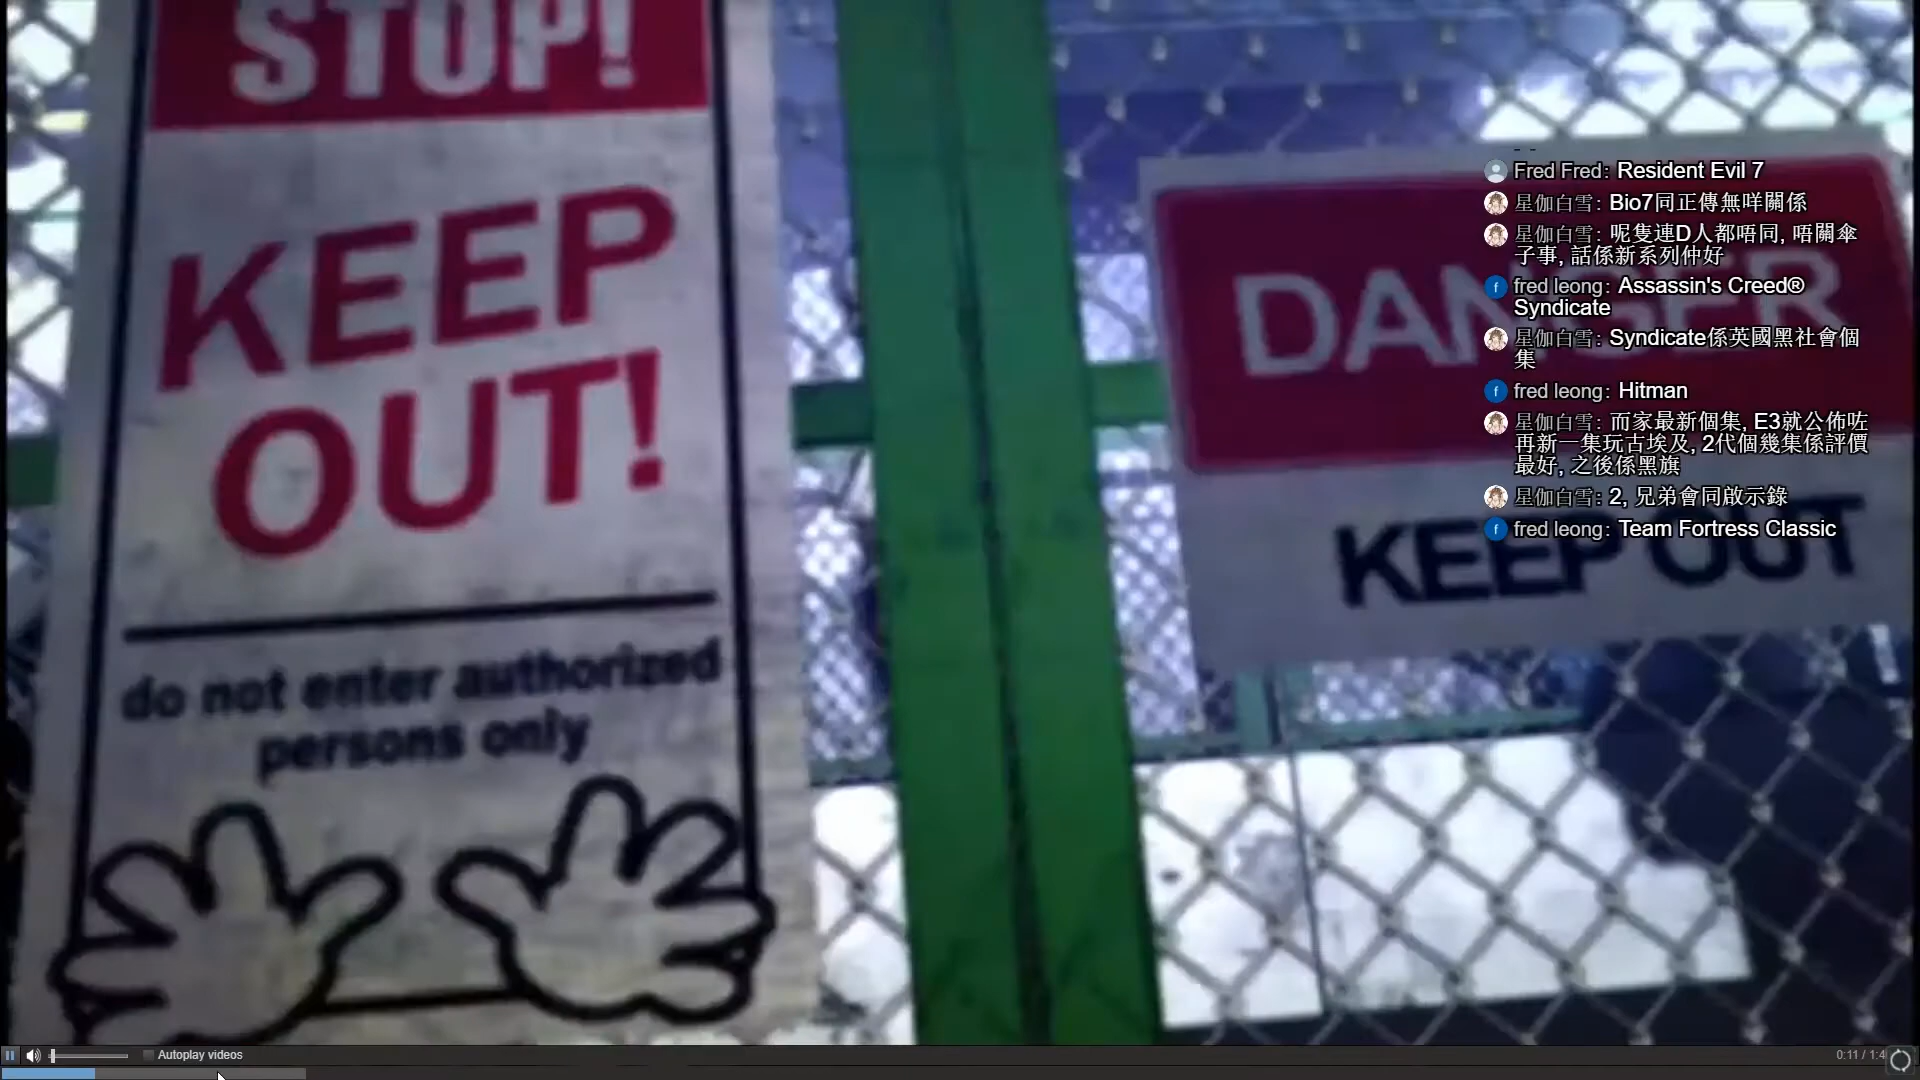 STOP!
KEEP
OUT!
do not enter authorized
persons only
DANGER
KEEP OUT
Fred Fred: Resident Evil 7
星伽白雪: Bio7同正傳無咩關係
星伽白雪: 呢隻連D人都唔同, 唔關傘
子事, 話係新系列仲好
fred leong: Assassin's Creed®
Syndicate
星伽白雪: Syndicate係英國黑社會個
集
fred leong: Hitman
星伽白雪: 而家最新個集, E3就公佈咗
再新一集玩古埃及, 2代個幾集係評價
最好, 之後係黑旗
星伽白雪: 2, 兄弟會同啟示錄
fred leong: Team Fortress Classic
Autoplay videos
0:11 / 1:4